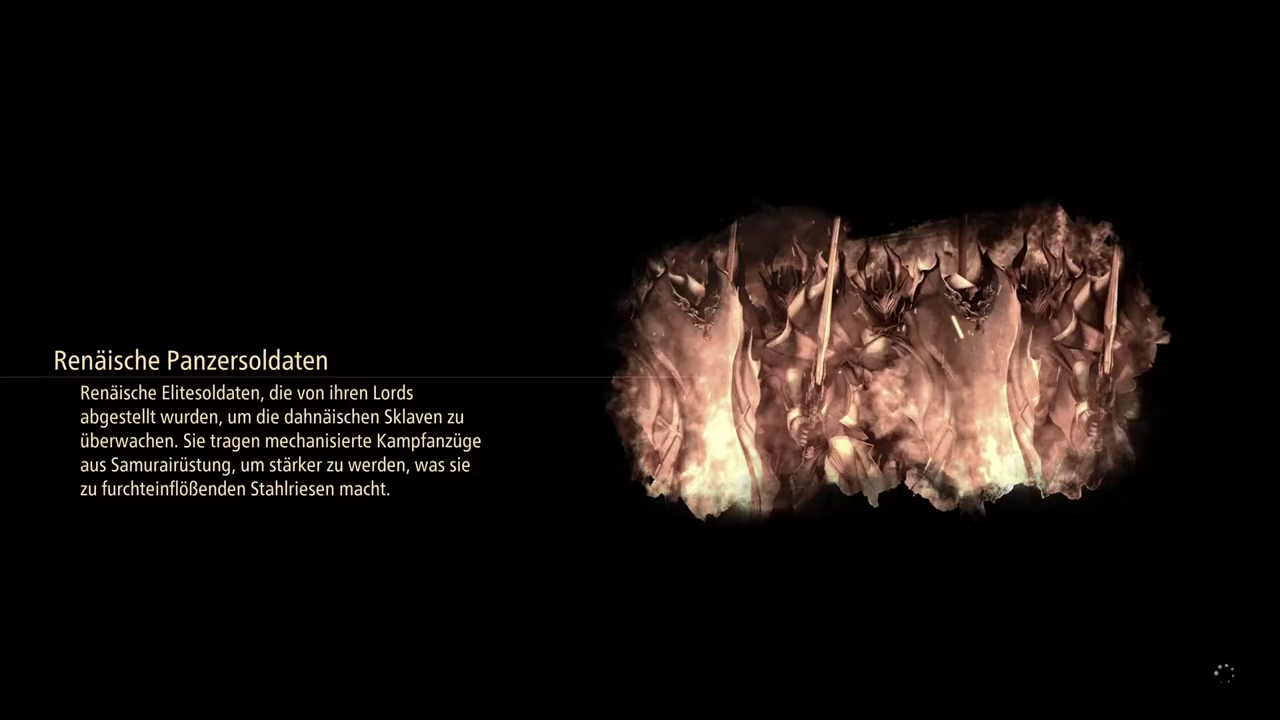 Renäische Panzersoldaten
Renäische Elitesoldaten, die von ihren Lords
abgestellt wurden, um die dahnäischen Sklaven zu
überwachen. Sie tragen mechanisierte Kampfanzüge
aus Samurairüstung, um stärker zu werden, was sie
zu furchteinflößenden Stahlriesen macht.